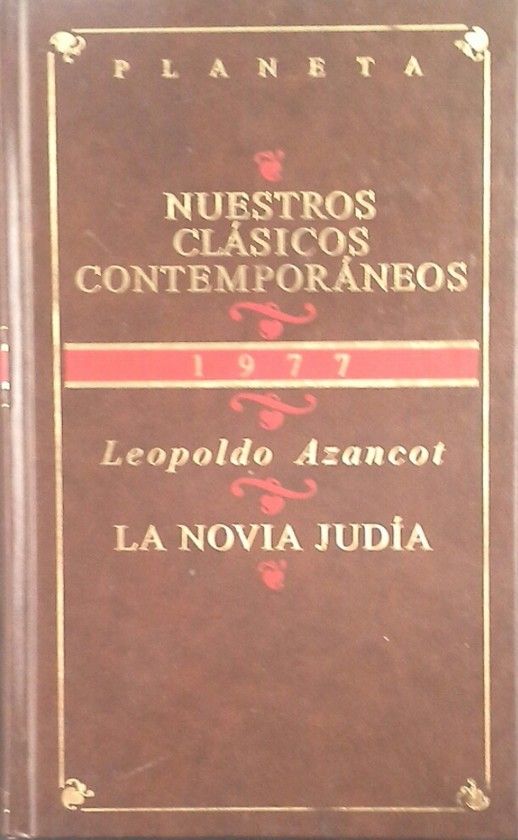 PLANETA
NUESTROS
CLÁSICOS
CONTEMPORÁNEOS
1977
Leopoldo Azancot
LA NOVIA JUDÍA